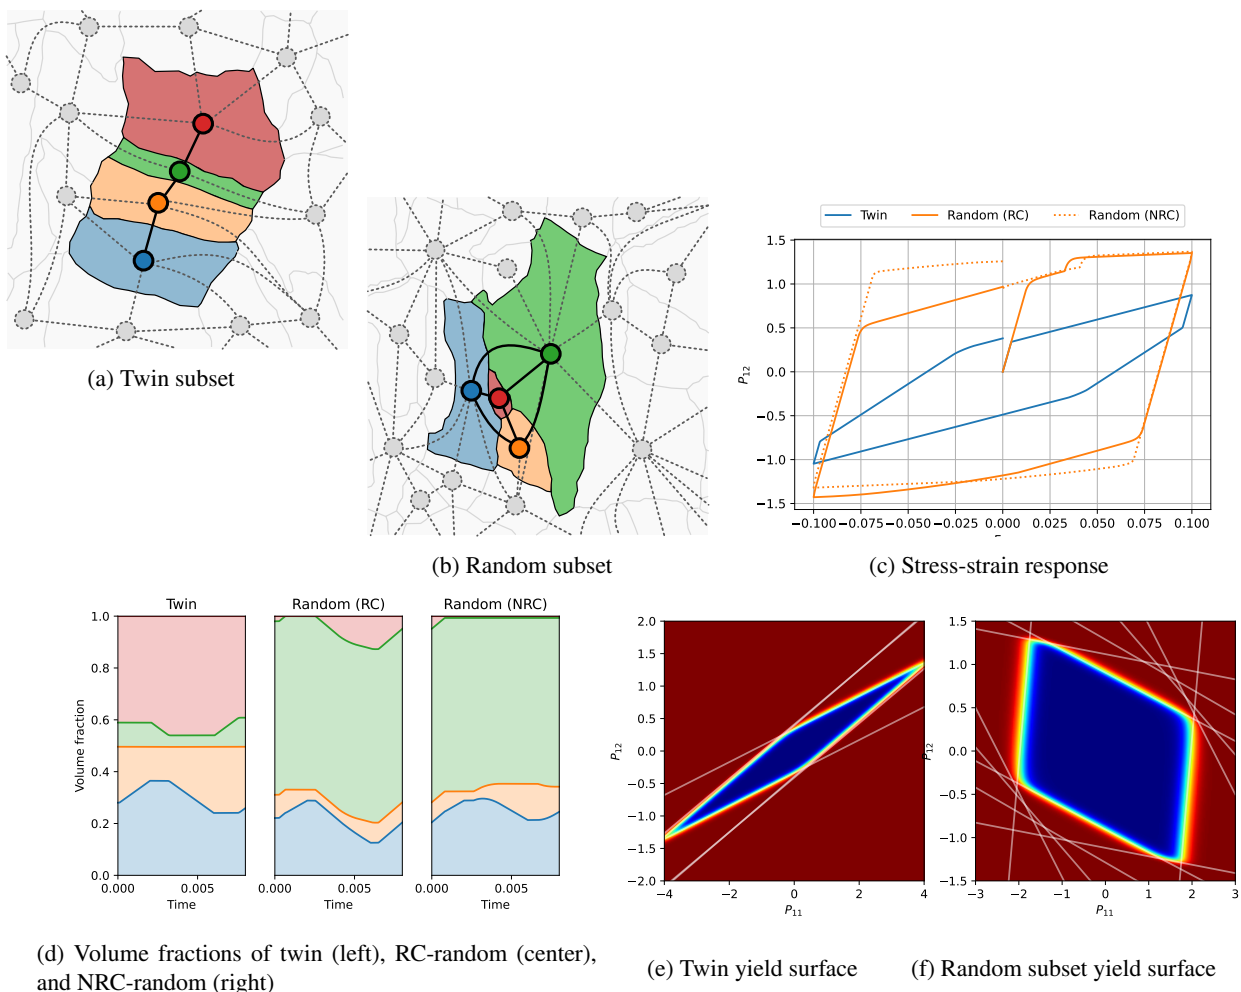 (a) Twin subset
(b) Random subset
Twin Random (RC) Random (NRC)
1.5
1.0
0.5
0.0
−0.5
−1.0
−1.5
P12
−0.100 −0.075 −0.050 −0.025 0.000 0.025 0.050 0.075 0.100
(c) Stress-strain response
Twin Random (RC) Random (NRC)
1.0
0.8
0.6
0.4
0.2
0.0
Volume fraction
0.000 0.005 0.000 0.005 0.000 0.005
Time Time Time
(d) Volume fractions of twin (left), RC-random (center),
and NRC-random (right)
2.0
1.5
1.0
0.5
0.0
−0.5
−1.0
−1.5
−2.0
P12
−4 −2 0 2 4
P11
(e) Twin yield surface
1.5
1.0
0.5
0.0
−0.5
−1.0
−1.5
P12
−3 −2 −1 0 1 2 3
P11
(f) Random subset yield surface